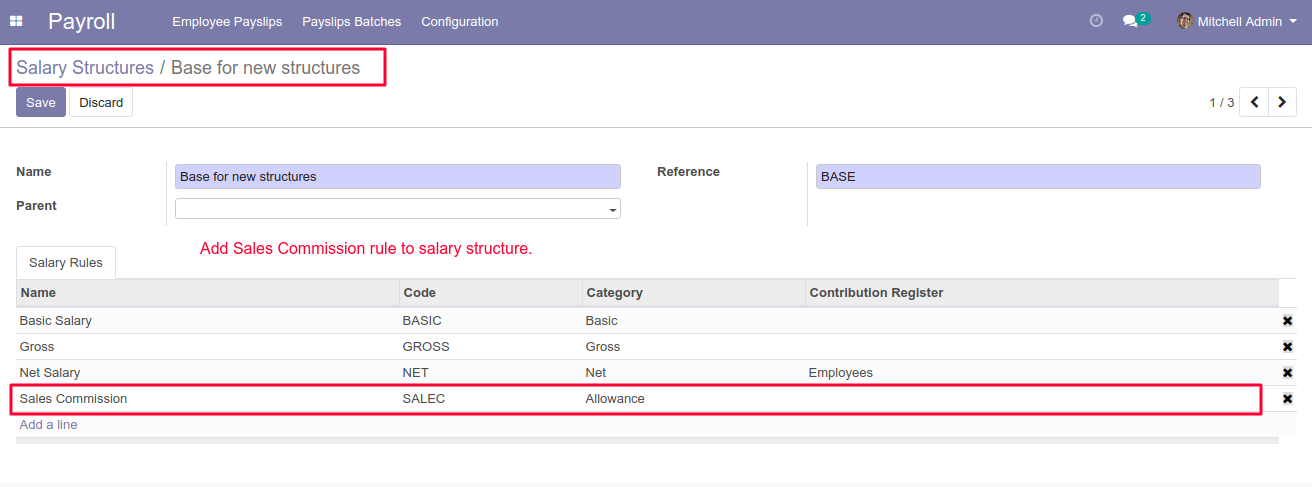 Payroll Employee Payslips Payslips Batches Configuration 2 Mitchell Admin
Salary Structures / Base for new structures
Save Discard 1 / 3
Name Base for new structures Reference BASE
Parent
Add Sales Commission rule to salary structure.
Salary Rules
Name Code Category Contribution Register
Basic Salary BASIC Basic
Gross GROSS Gross
Net Salary NET Net Employees
Sales Commission SALEC Allowance
Add a line